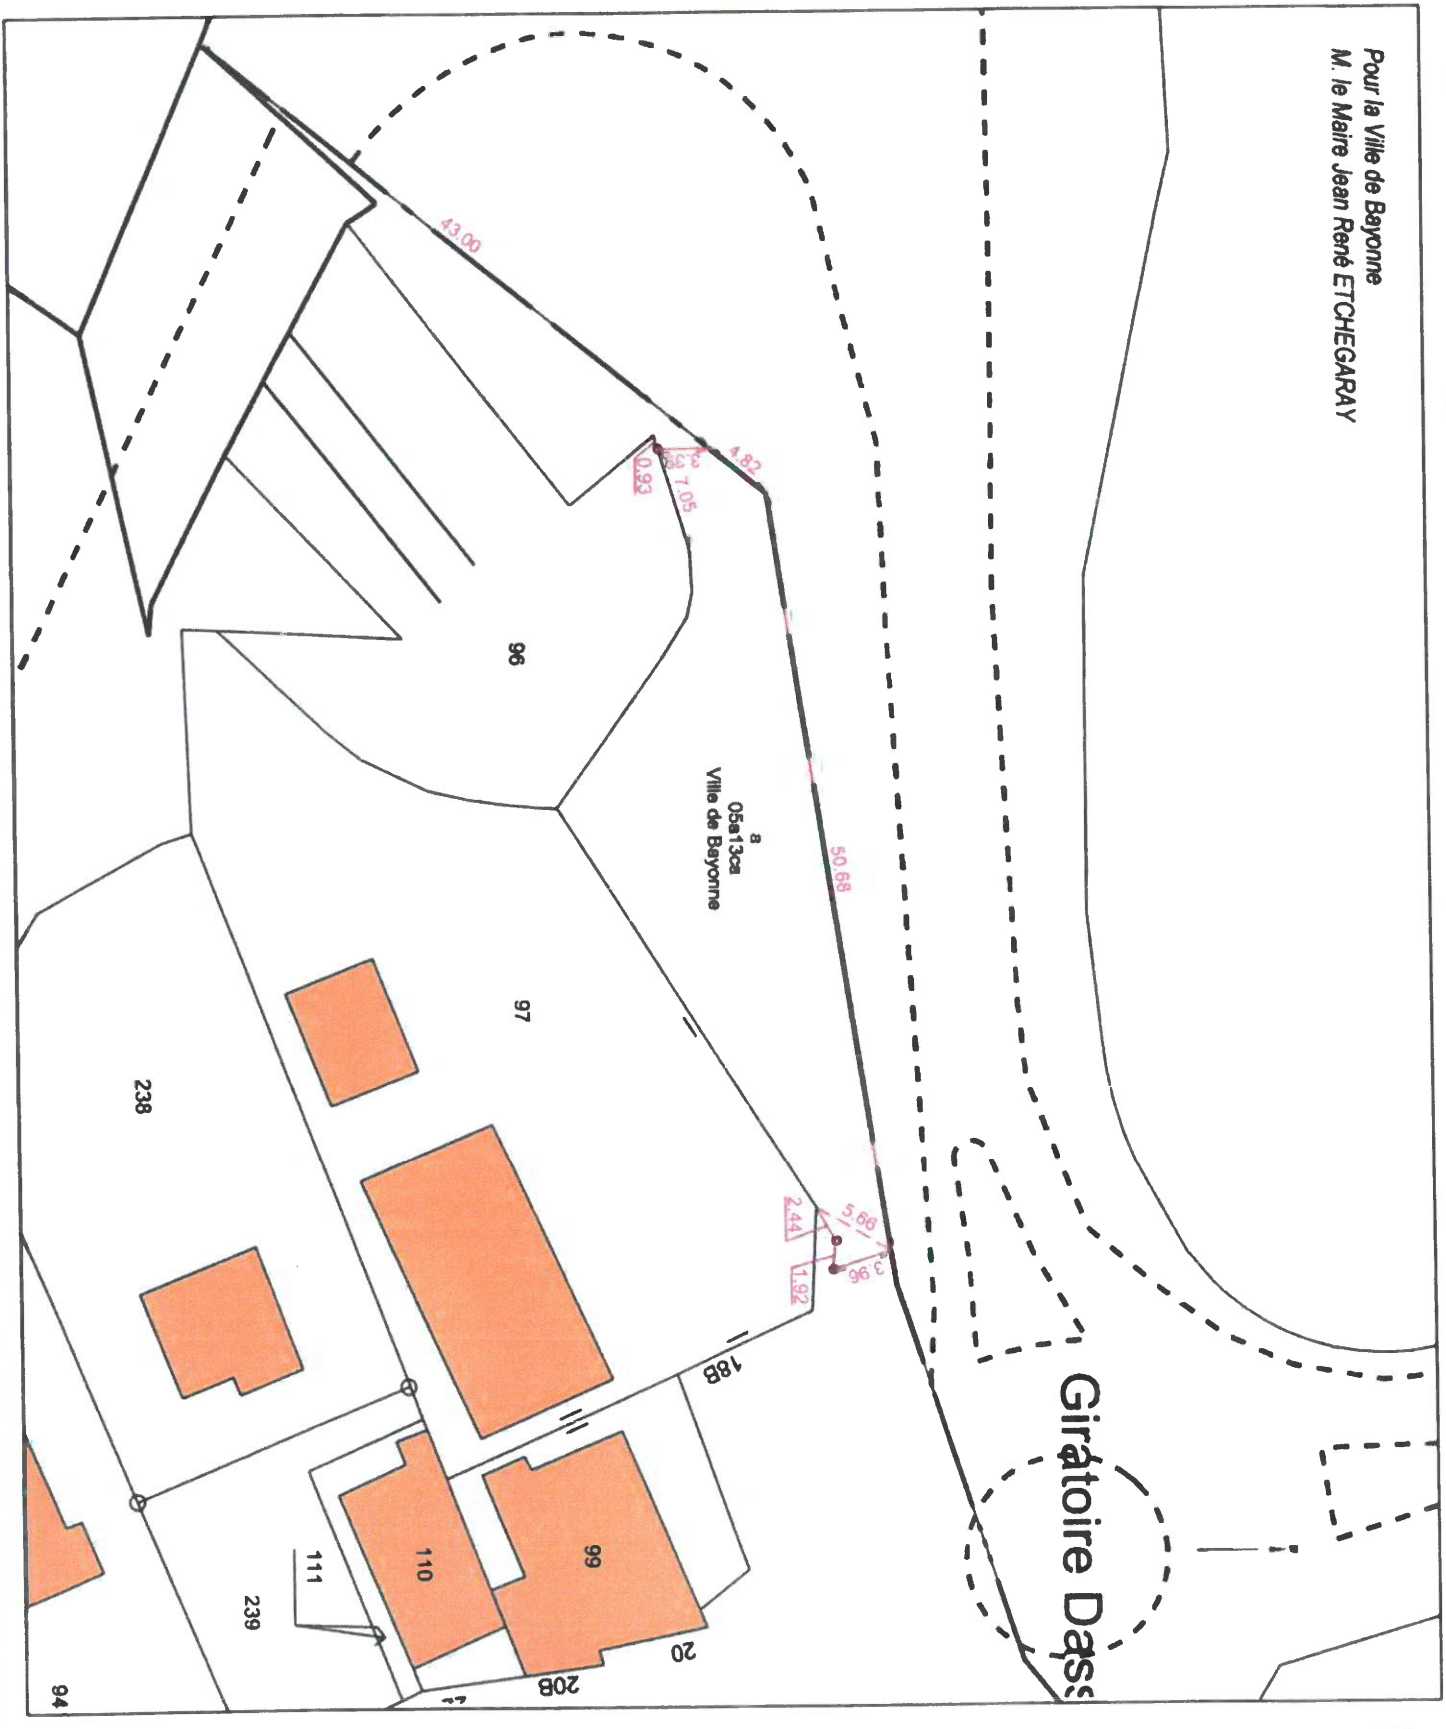 Pour la Ville de Bayonne
M. le Maire Jean René ETCHEGARAY
43.00
4.82
7.05
0.93
96
a
05a13ca
Ville de Bayonne
50.68
97
238
5.66
2.44
3.96
1.92
18B
Giratoire Dass
99
110
111
239
20
20B
94